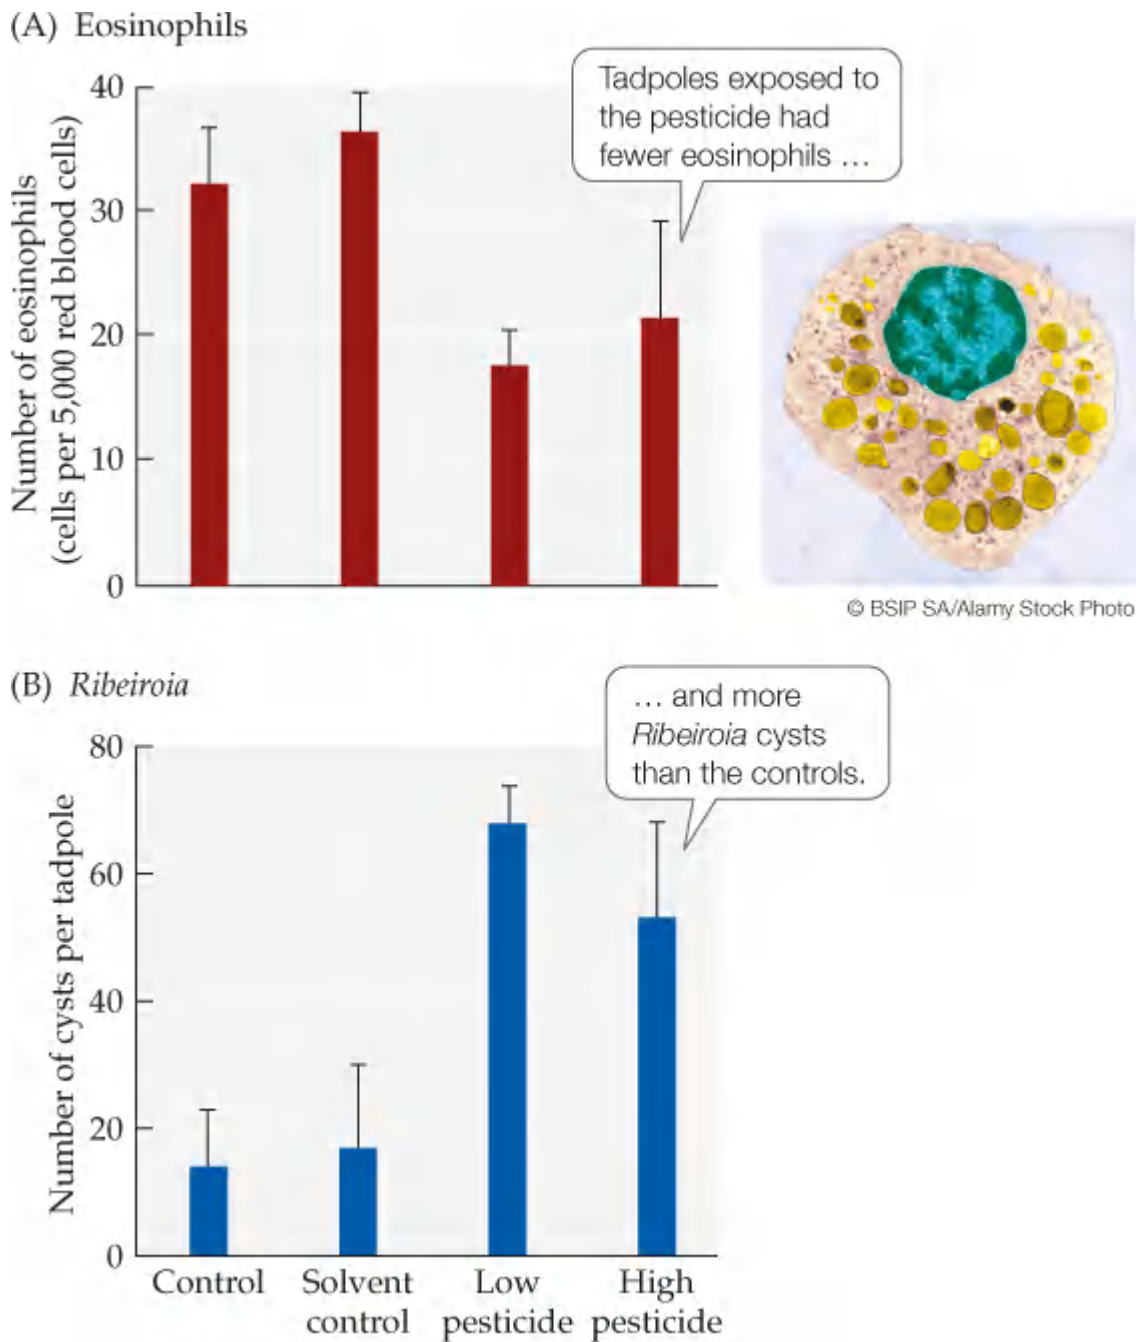 (A) Eosinophils
Number of eosinophils
(cells per 5,000 red blood cells)
40
30
20
10
0
Tadpoles exposed to
the pesticide had
fewer eosinophils …
© BSIP SA/Alamy Stock Photo
(B) Ribeiroia
Number of cysts per tadpole
80
60
40
20
0
… and more
Ribeiroia cysts
than the controls.
Control
Solvent
control
Low
pesticide
High
pesticide